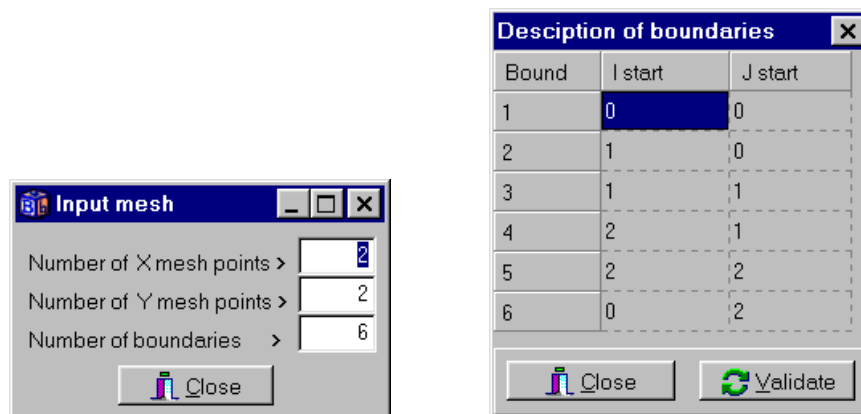 Input mesh
Number of X mesh points > 2
Number of Y mesh points > 2
Number of boundaries > 6
Close
Desciption of boundaries
Bound I start J start
1 0 0
2 1 0
3 1 1
4 2 1
5 2 2
6 0 2
Close Validate